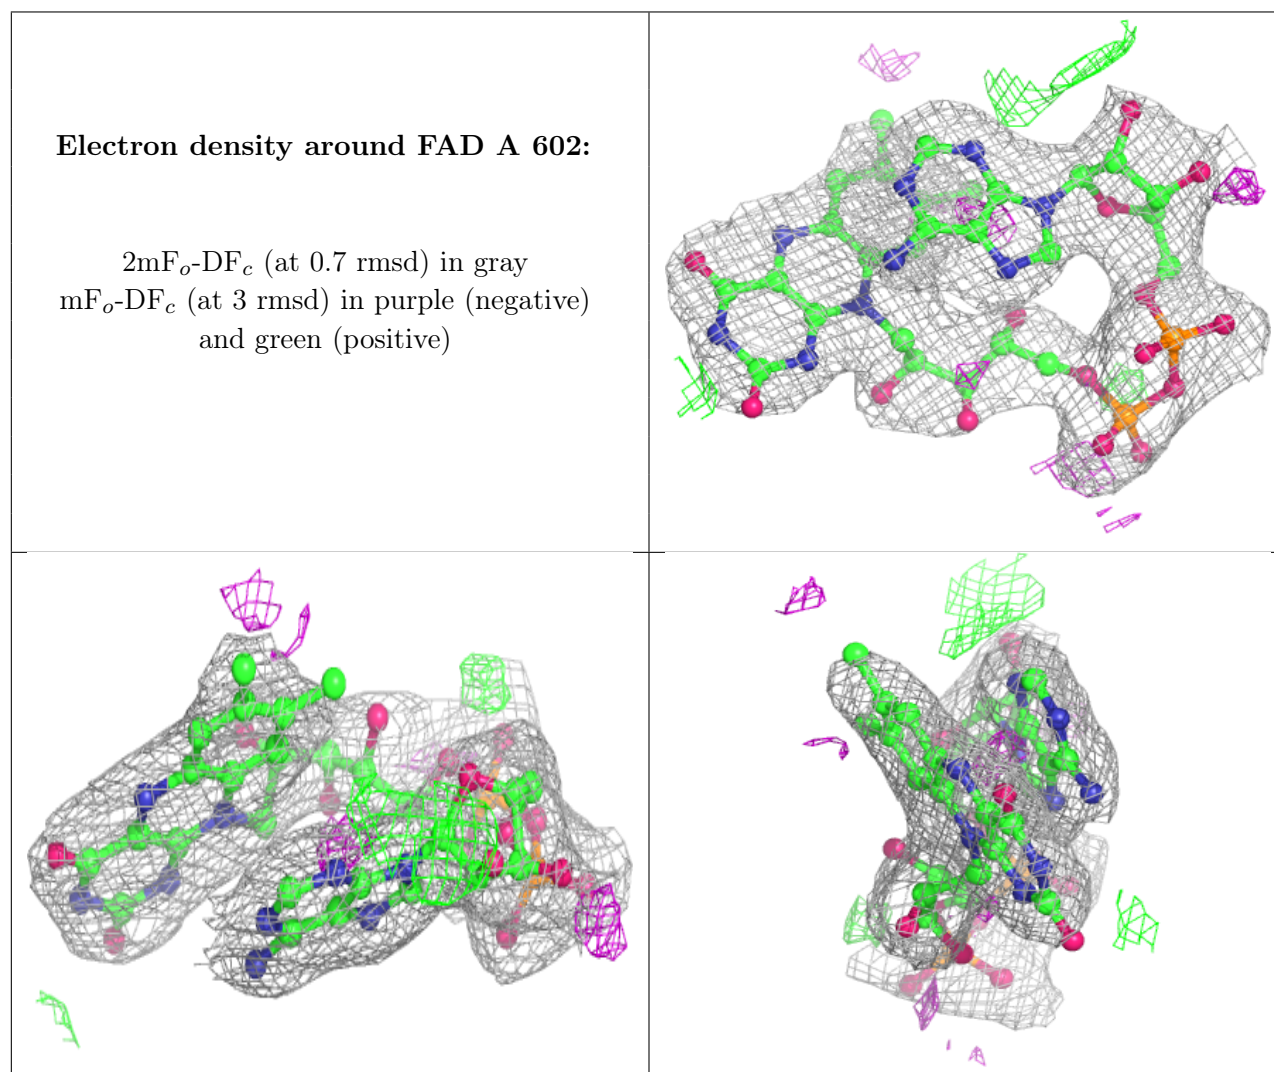 Electron density around FAD A 602:
2mFₒ-DF𝒸 (at 0.7 rmsd) in gray
mFₒ-DF𝒸 (at 3 rmsd) in purple (negative)
and green (positive)